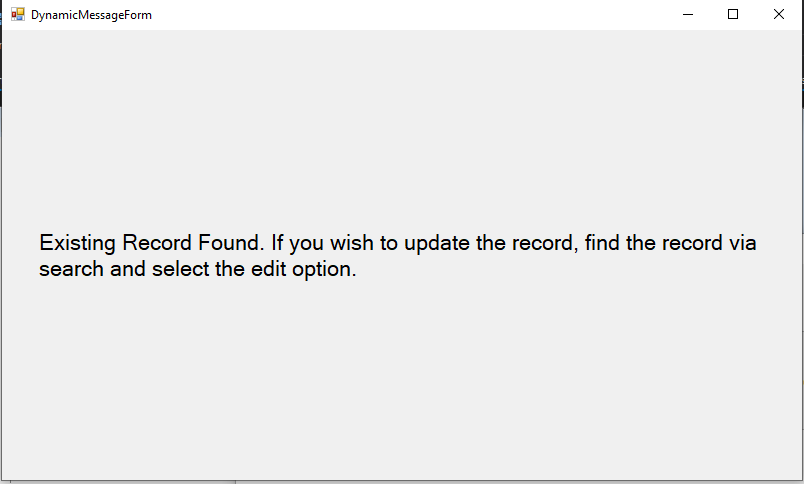 DynamicMessageForm
Existing Record Found. If you wish to update the record, find the record via
search and select the edit option.